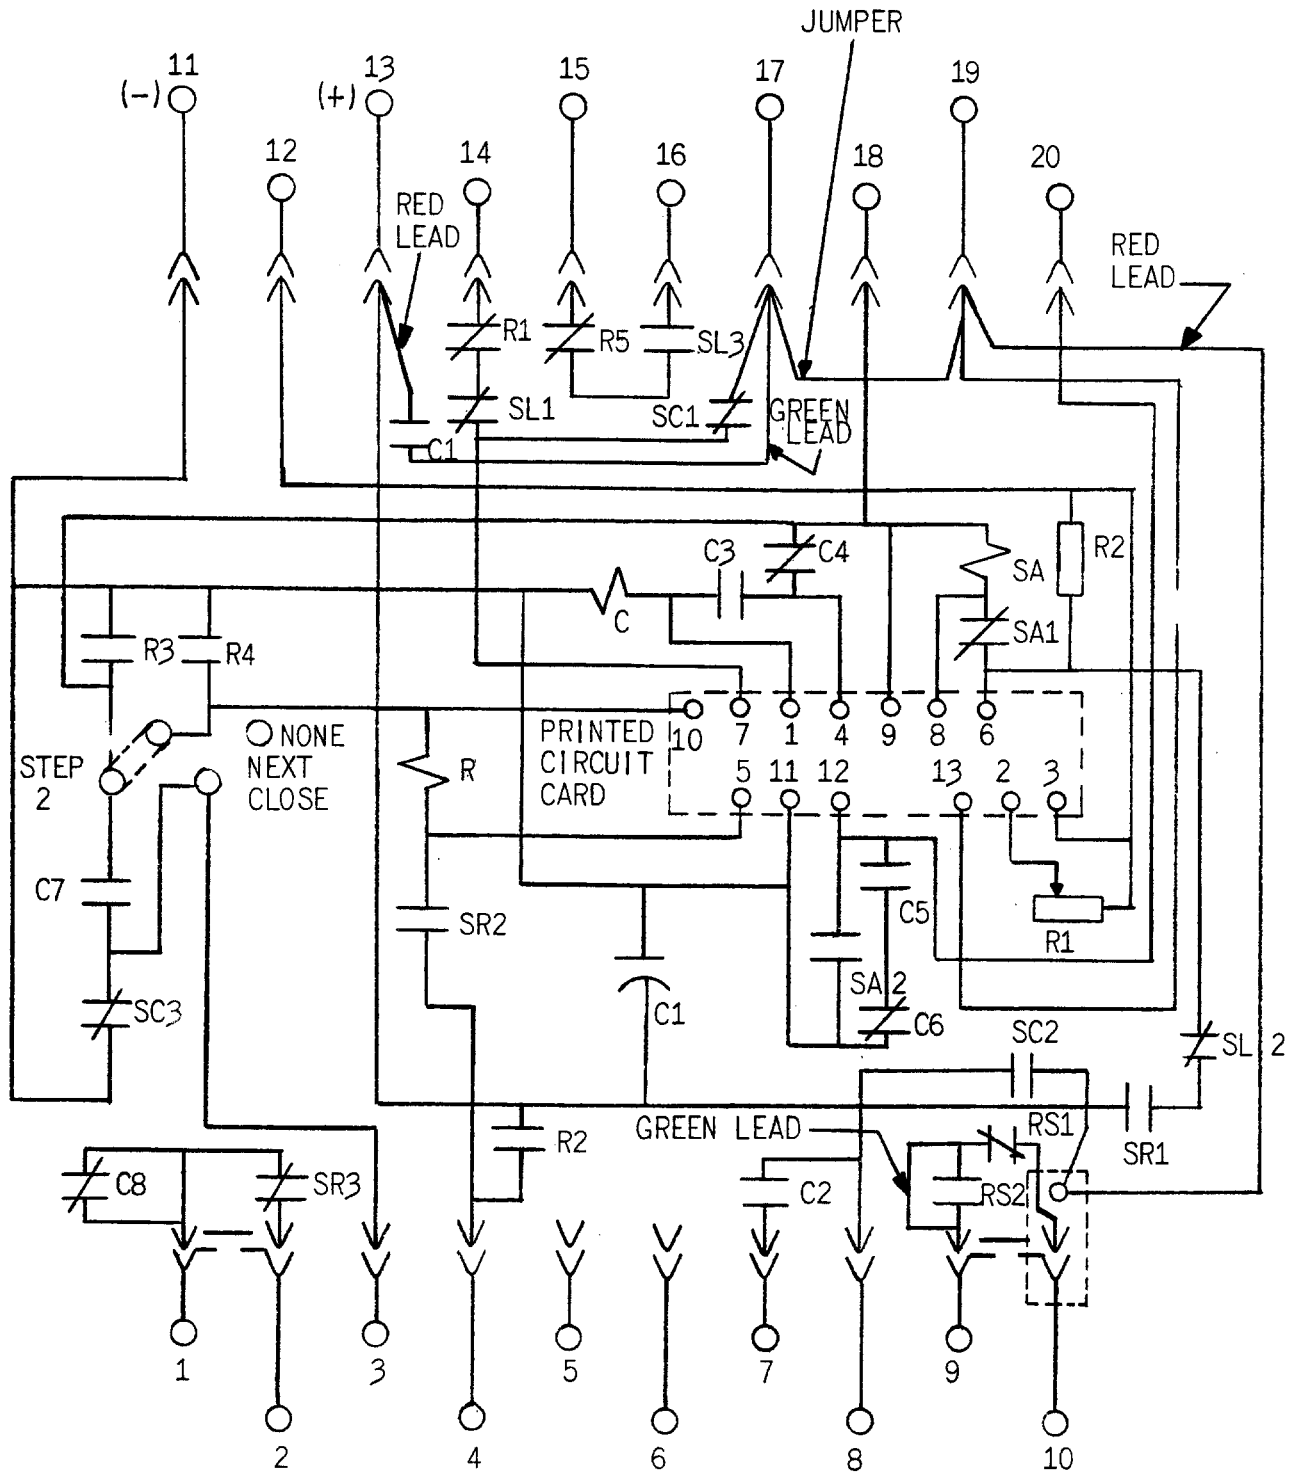 JUMPER
11
13
15
17
19
(-)
(+)
12
14
16
18
20
RED
LEAD
RED
LEAD
R1
R5
SL3
SL1
SC1
GREEN
LEAD
C1
C3
C4
SA
R2
C
SA1
R3
R4
PRINTED
CIRCUIT
CARD
10
7
1
4
9
8
6
5
11
12
13
2
3
NONE
NEXT
CLOSE
STEP
2
R
C7
SR2
C5
R1
SA 2
SC3
C1
C6
SC2
SL 2
GREEN LEAD
RS1
R2
SR1
C8
SR3
C2
RS2
1
3
5
7
9
2
4
6
8
10